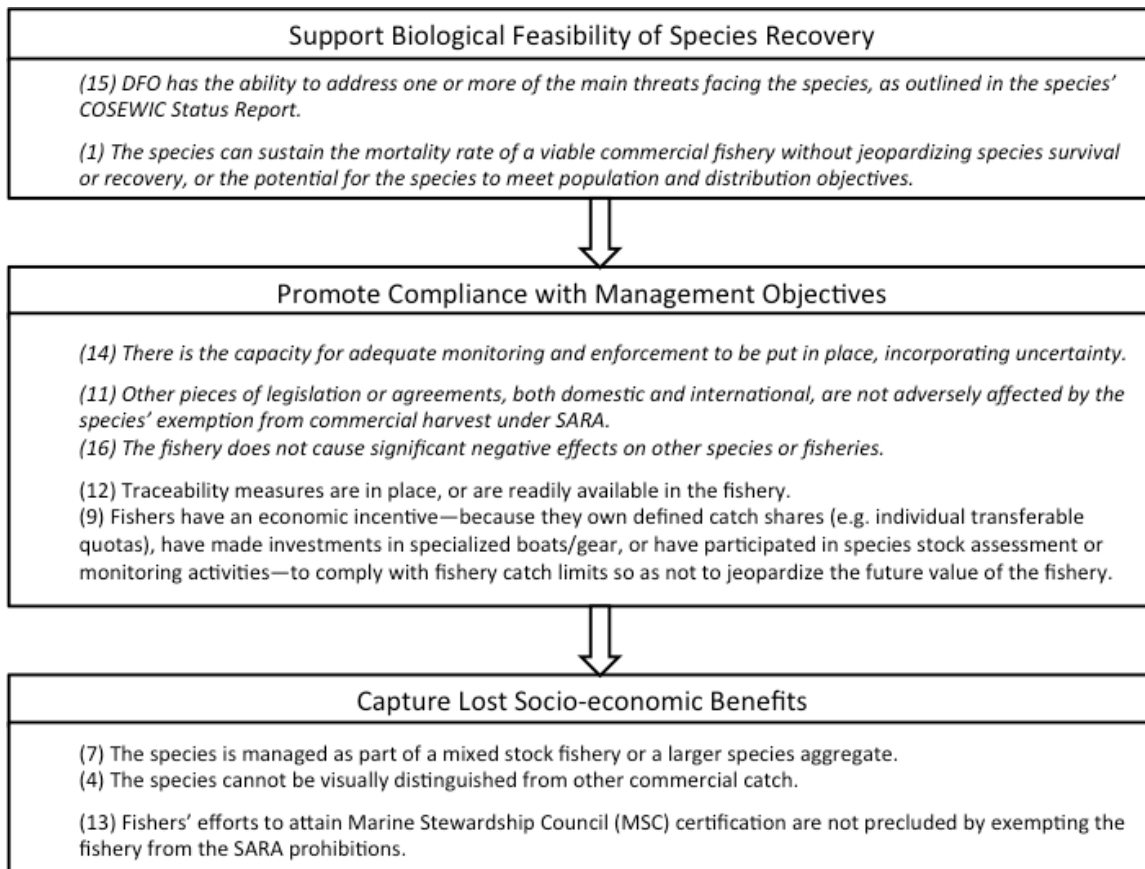 Support Biological Feasibility of Species Recovery
(15) DFO has the ability to address one or more of the main threats facing the species, as outlined in the species’
COSEWIC Status Report.
(1) The species can sustain the mortality rate of a viable commercial fishery without jeopardizing species survival
or recovery, or the potential for the species to meet population and distribution objectives.
Promote Compliance with Management Objectives
(14) There is the capacity for adequate monitoring and enforcement to be put in place, incorporating uncertainty.
(11) Other pieces of legislation or agreements, both domestic and international, are not adversely affected by the
species’ exemption from commercial harvest under SARA.
(16) The fishery does not cause significant negative effects on other species or fisheries.
(12) Traceability measures are in place, or are readily available in the fishery.
(9) Fishers have an economic incentive—because they own defined catch shares (e.g. individual transferable
quotas), have made investments in specialized boats/gear, or have participated in species stock assessment or
monitoring activities—to comply with fishery catch limits so as not to jeopardize the future value of the fishery.
Capture Lost Socio-economic Benefits
(7) The species is managed as part of a mixed stock fishery or a larger species aggregate.
(4) The species cannot be visually distinguished from other commercial catch.
(13) Fishers’ efforts to attain Marine Stewardship Council (MSC) certification are not precluded by exempting the
fishery from the SARA prohibitions.